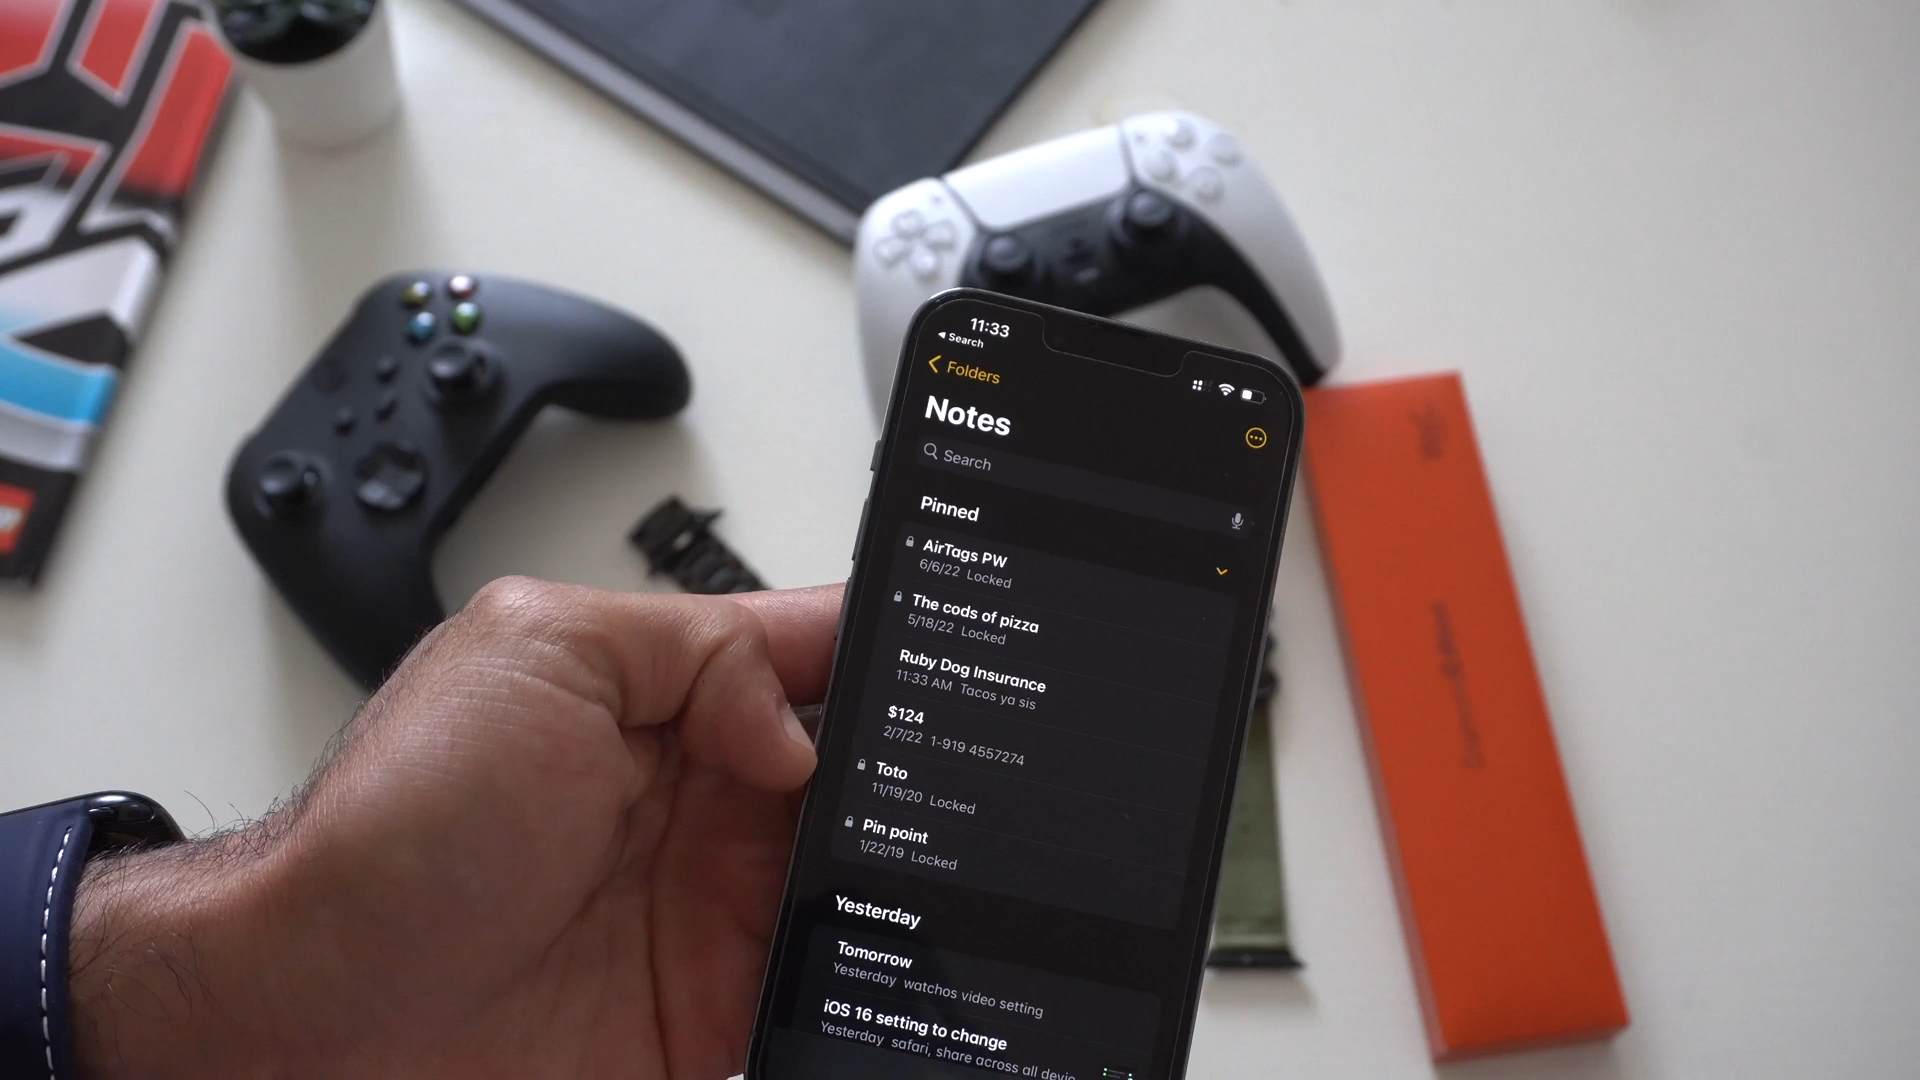 11:33
Search
Folders
Notes
Search
Pinned
AirTags PW
6/6/22 Locked
The cods of pizza
5/18/22 Locked
Ruby Dog Insurance
11:33 AM Tacos ya sis
$124
2/7/22 1-919 4557274
Toto
11/19/20 Locked
Pin point
1/22/19 Locked
Yesterday
Tomorrow
Yesterday watchos video setting
iOS 16 setting to change
Yesterday safari, share across all devic